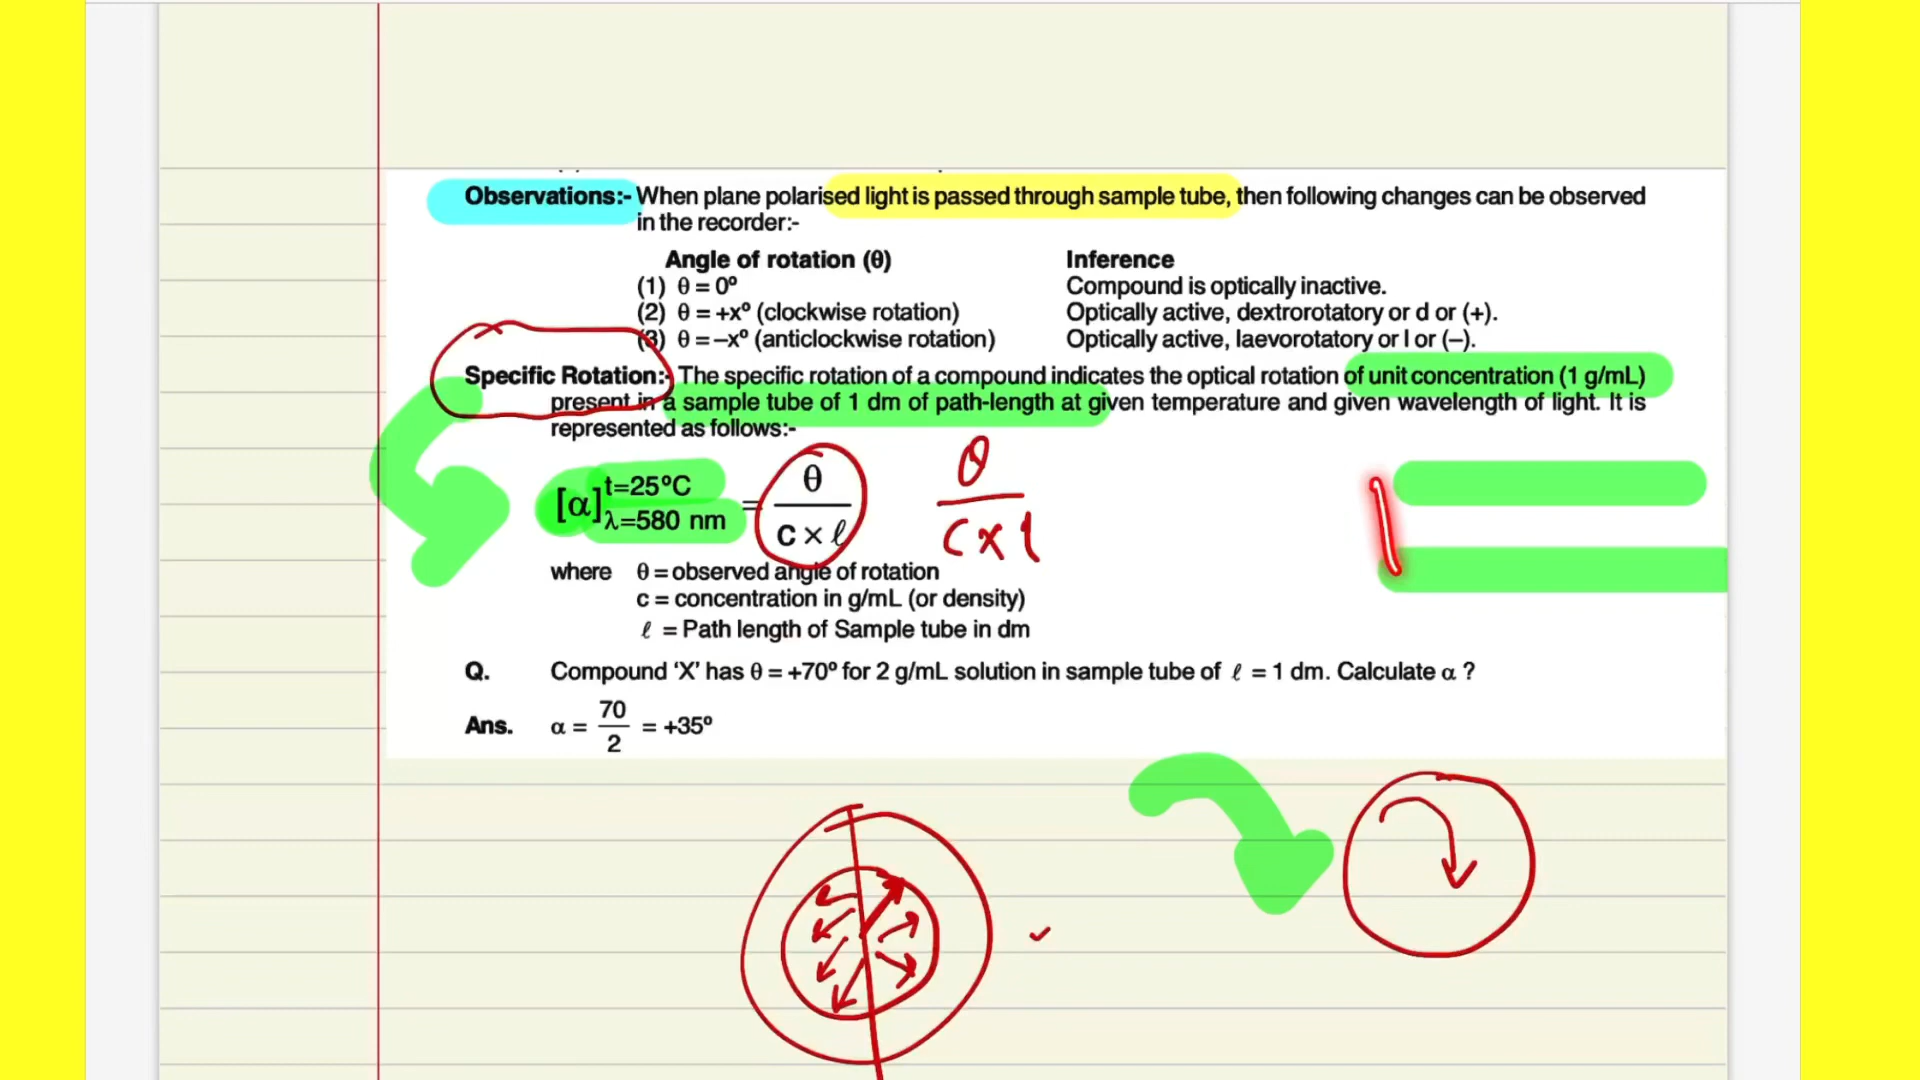 Observations:- When plane polarised light is passed through sample tube, then following changes can be observed
in the recorder:-
Angle of rotation (θ) Inference
(1) θ = 0º Compound is optically inactive.
(2) θ = +xº (clockwise rotation) Optically active, dextrorotatory or d or (+).
(3) θ = –xº (anticlockwise rotation) Optically active, laevorotatory or l or (–).
Specific Rotation:- The specific rotation of a compound indicates the optical rotation of unit concentration (1 g/mL)
present in a sample tube of 1 dm of path-length at given temperature and given wavelength of light. It is
represented as follows:-
[α] t=25ºC λ=580 nm = θ / c × ℓ
θ / c × l
where θ = observed angle of rotation
c = concentration in g/mL (or density)
ℓ = Path length of Sample tube in dm
Q. Compound ‘X’ has θ = +70º for 2 g/mL solution in sample tube of ℓ = 1 dm. Calculate α ?
Ans. α = 70 / 2 = +35º